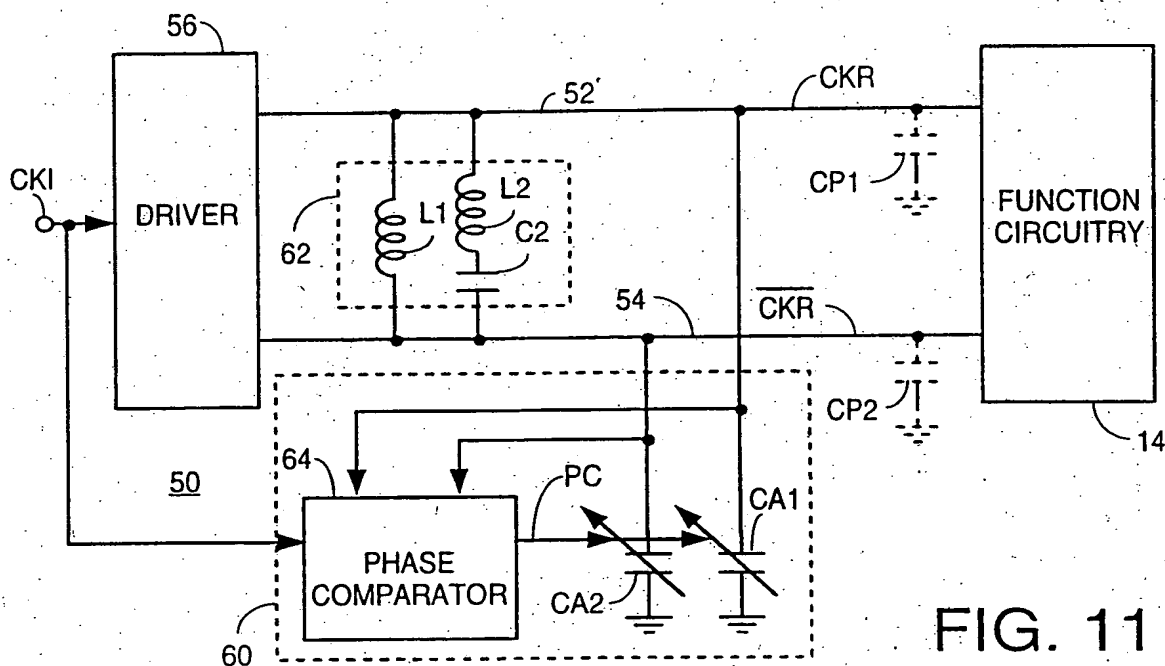 56
DRIVER
CKI
52'
CKR
L1
L2
C2
62
CP1
FUNCTION
CIRCUITRY
54
C̅K̅R̅
CP2
14
50
64
PHASE
COMPARATOR
PC
CA1
CA2
60
FIG. 11